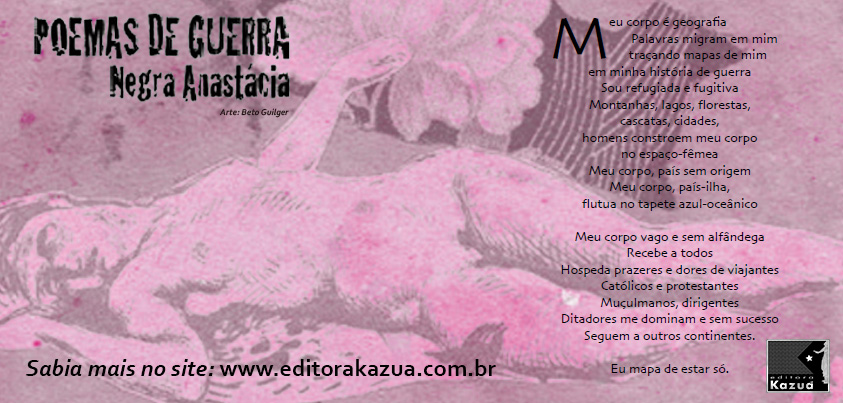 POEMAS DE GUERRA
Negra Anastácia
Arte: Beto Guilger
Meu corpo é geografia
Palavras migram em mim
traçando mapas de mim
em minha história de guerra
Sou refugiada e fugitiva
Montanhas, lagos, florestas,
cascatas, cidades,
homens constroem meu corpo
no espaço-fêmea
Meu corpo, país sem origem
Meu corpo, país-ilha,
flutua no tapete azul-oceânico
Meu corpo vago e sem alfândega
Recebe a todos
Hospeda prazeres e dores de viajantes
Católicos e protestantes
Muçulmanos, dirigentes
Ditadores me dominam e sem sucesso
Seguem a outros continentes.
Eu mapa de estar só.
Sabia mais no site: www.editorakazua.com.br
editora
Kazuá